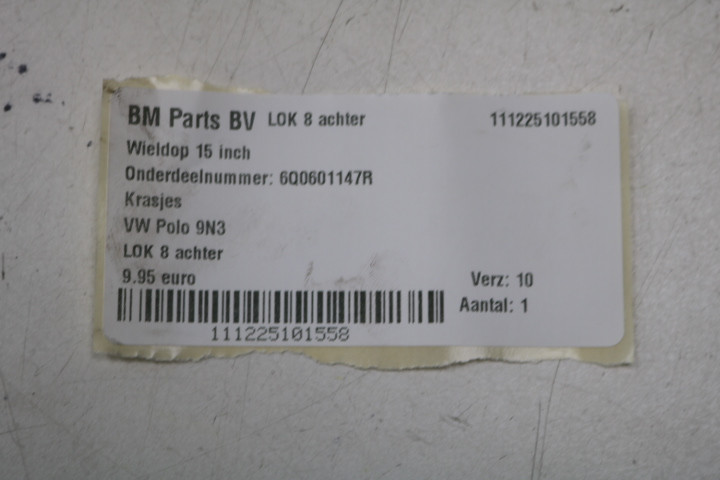 BM Parts BV LOK 8 achter 111225101558
Wieldop 15 inch
Onderdeelnummer: 6Q0601147R
Krasjes
VW Polo 9N3
LOK 8 achter
9.95 euro Verz: 10
Aantal: 1
111225101558